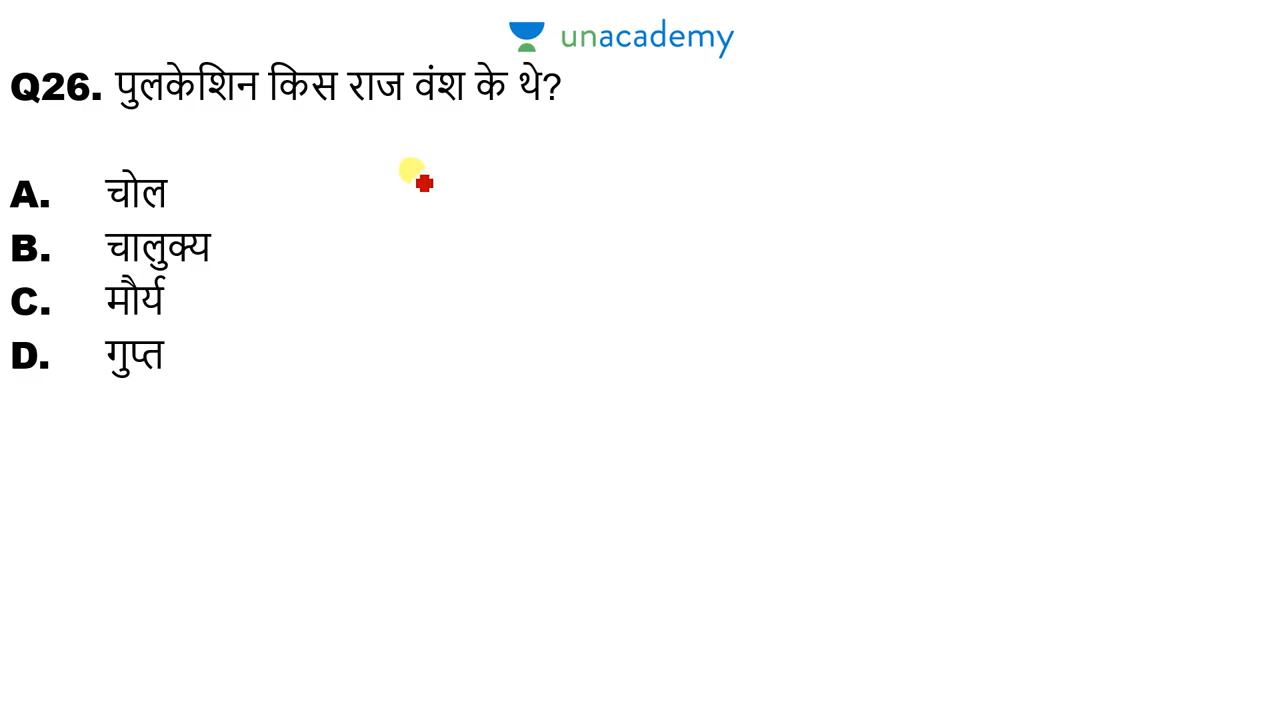 unacademy
Q26. पुलकेशिन किस राज वंश के थे?
A. चोल
B. चालुक्य
C. मौर्य
D. गुप्त